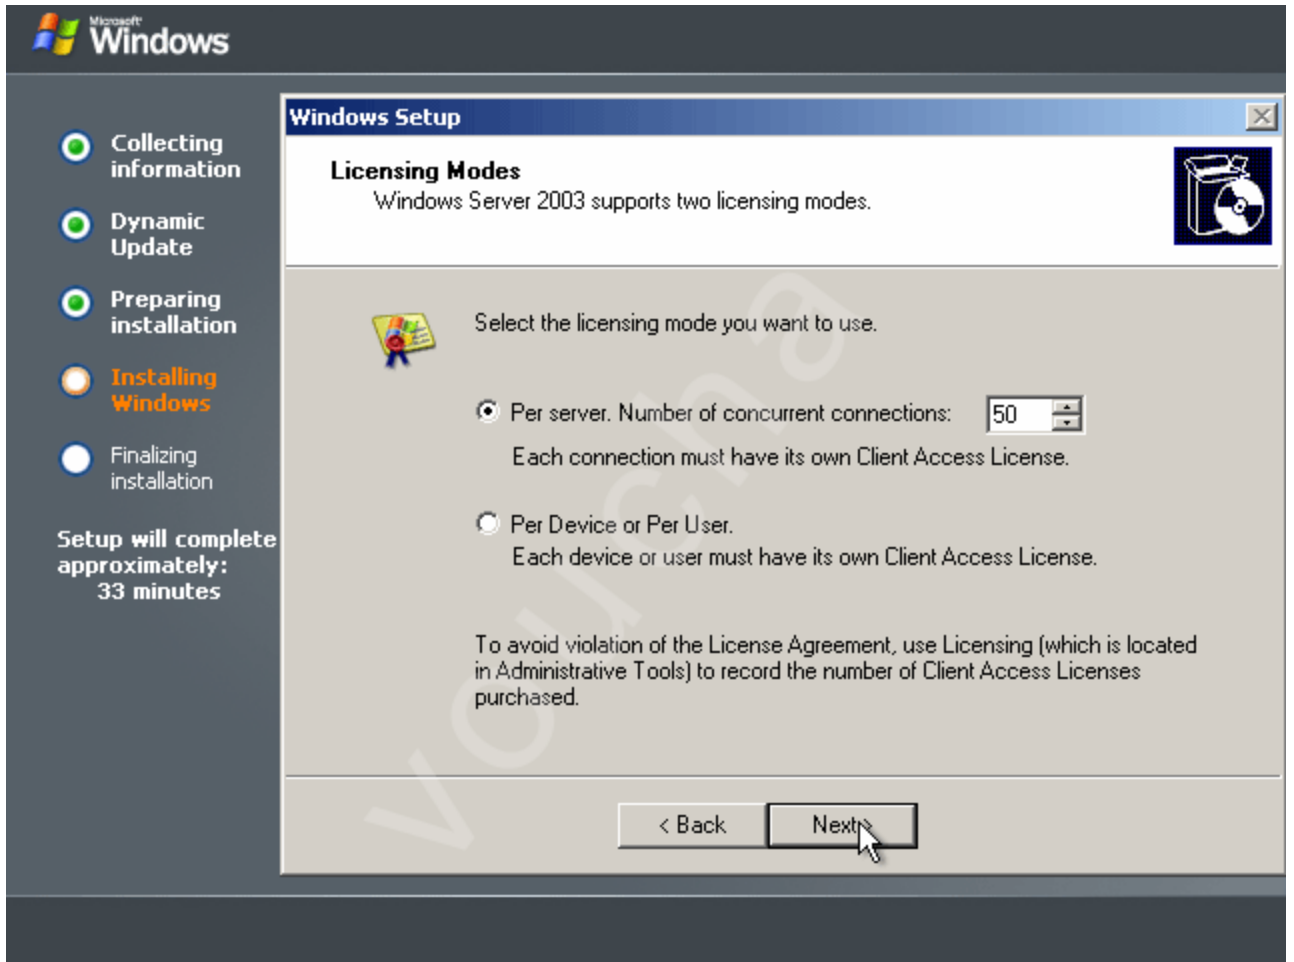 Microsoft
Windows
Collecting
information
Dynamic
Update
Preparing
installation
Installing
Windows
Finalizing
installation
Setup will complete
approximately:
33 minutes
Windows Setup
Licensing Modes
Windows Server 2003 supports two licensing modes.
Select the licensing mode you want to use.
Per server. Number of concurrent connections: 50
Each connection must have its own Client Access License.
Per Device or Per User.
Each device or user must have its own Client Access License.
To avoid violation of the License Agreement, use Licensing (which is located
in Administrative Tools) to record the number of Client Access Licenses
purchased.
< Back Next >
voucha